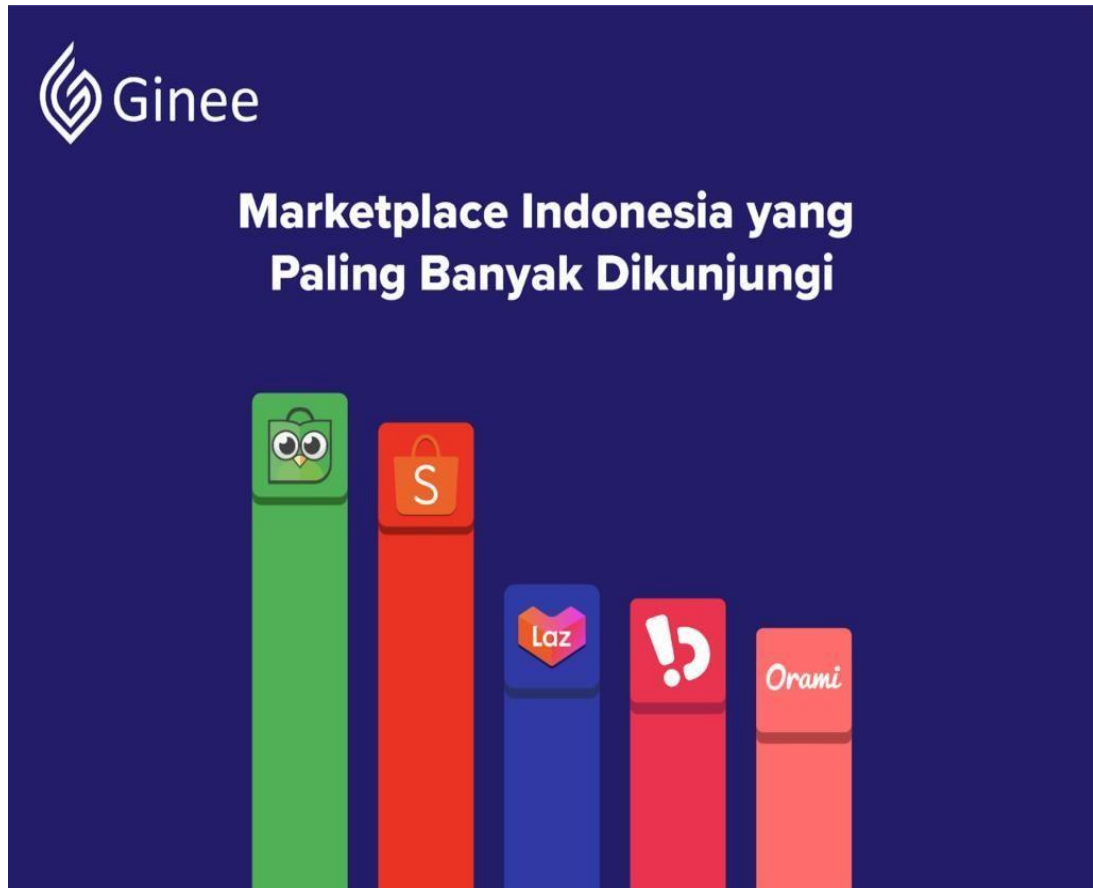 Ginee
Marketplace Indonesia yang
Paling Banyak Dikunjungi
S
Laz
Orami